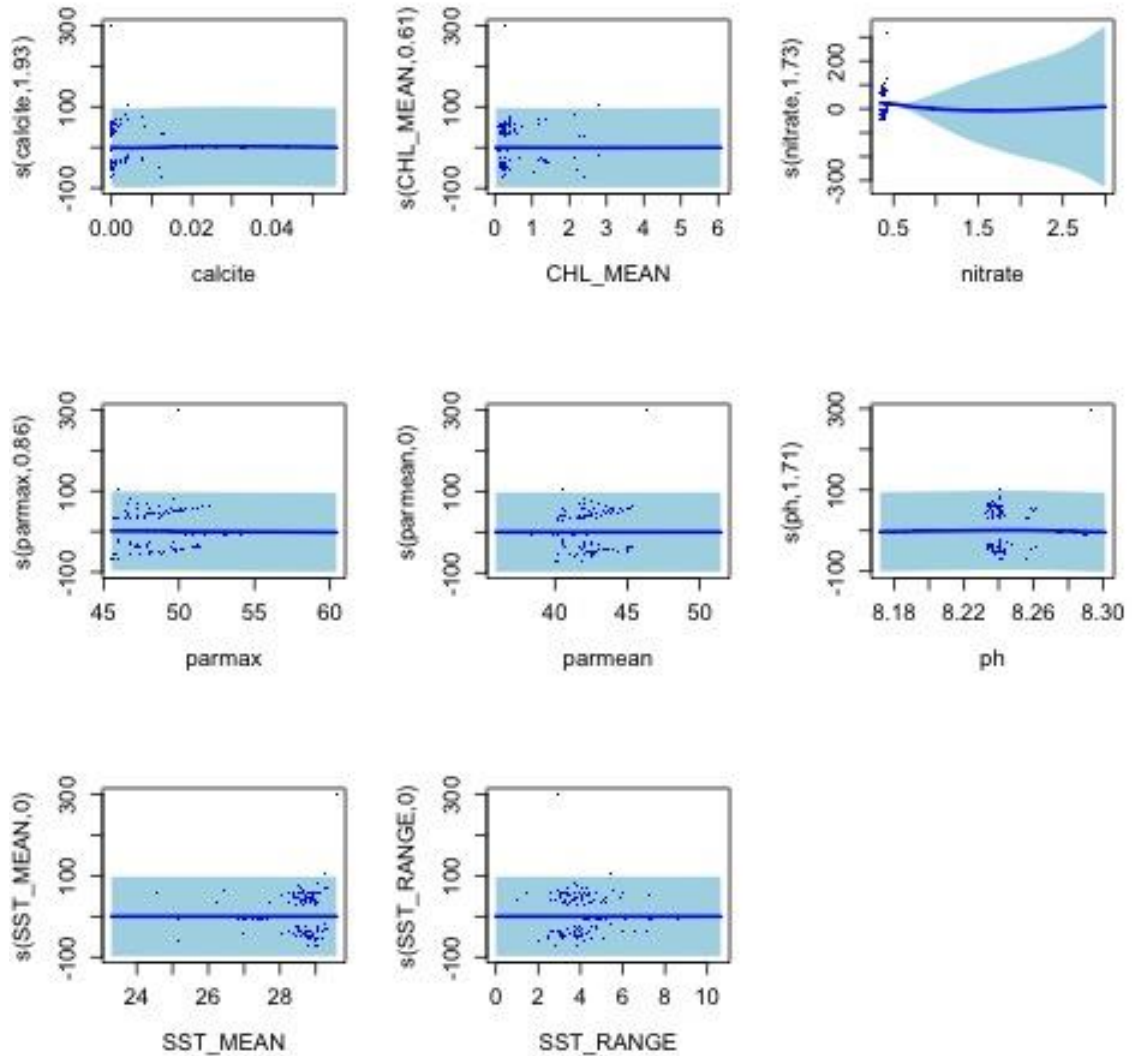 s(calcite,1.93)
300
100
-100
0.00 0.02 0.04
calcite
s(CHL_MEAN,0.61)
300
100
-100
0 1 2 3 4 5 6
CHL_MEAN
s(nitrate,1.73)
200
0
-300
0.5 1.5 2.5
nitrate
s(parmax,0.86)
300
100
-100
45 50 55 60
parmax
s(parmean,0)
300
100
-100
40 45 50
parmean
s(ph,1.71)
300
100
-100
8.18 8.22 8.26 8.30
ph
s(SST_MEAN,0)
300
100
-100
24 26 28
SST_MEAN
s(SST_RANGE,0)
300
100
-100
0 2 4 6 8 10
SST_RANGE